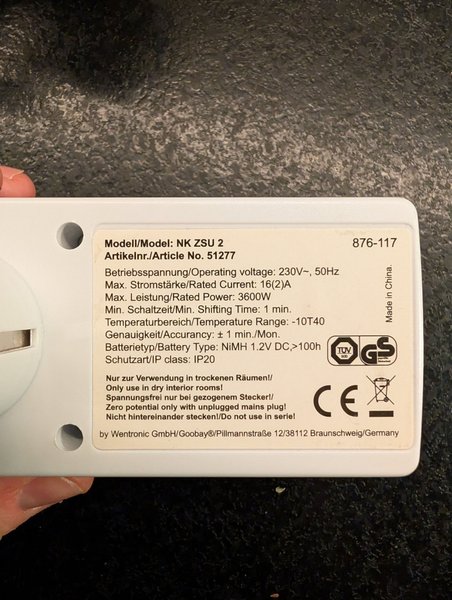 Modell/Model: NK ZSU 2 876-117
Artikelnr./Article No. 51277
Betriebsspannung/Operating voltage: 230V~, 50Hz
Max. Stromstärke/Rated Current: 16(2)A
Max. Leistung/Rated Power: 3600W
Min. Schaltzeit/Min. Shifting Time: 1 min.
Temperaturbereich/Temperature Range: -10T40
Genauigkeit/Accurancy: ± 1 min./Mon.
Batterietyp/Battery Type: NiMH 1.2V DC,>100h
Schutzart/IP class: IP20
Made in China.
TÜV
GS
Nur zur Verwendung in trockenen Räumen!/
Only use in dry interior rooms!
Spannungsfrei nur bei gezogenem Stecker!/
Zero potential only with unplugged mains plug!
Nicht hintereinander stecken!/Do not use in serie!
CE
by Wentronic GmbH/Goobay®/Pillmannstraße 12/38112 Braunschweig/Germany